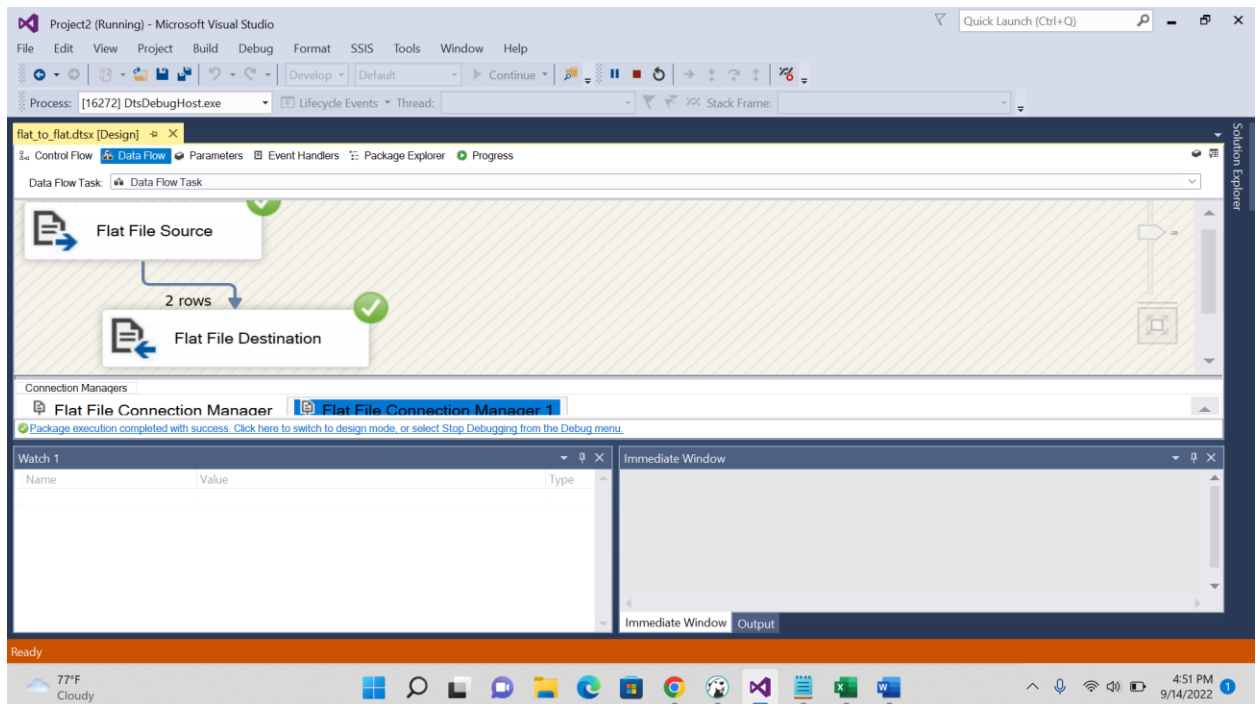 Project2 (Running) - Microsoft Visual Studio
Quick Launch (Ctrl+Q)
File Edit View Project Build Debug Format SSIS Tools Window Help
Develop Default Continue
Process: [16272] DtsDebugHost.exe Lifecycle Events Thread: Stack Frame:
flat_to_flat.dtsx [Design]
Solution Explorer
Control Flow Data Flow Parameters Event Handlers Package Explorer Progress
Data Flow Task: Data Flow Task
Flat File Source
2 rows
Flat File Destination
Connection Managers
Flat File Connection Manager Flat File Connection Manager 1
Package execution completed with success. Click here to switch to design mode, or select Stop Debugging from the Debug menu.
Watch 1 Immediate Window
Name Value Type
Immediate Window Output
Ready
77°F
Cloudy
4:51 PM
9/14/2022
1